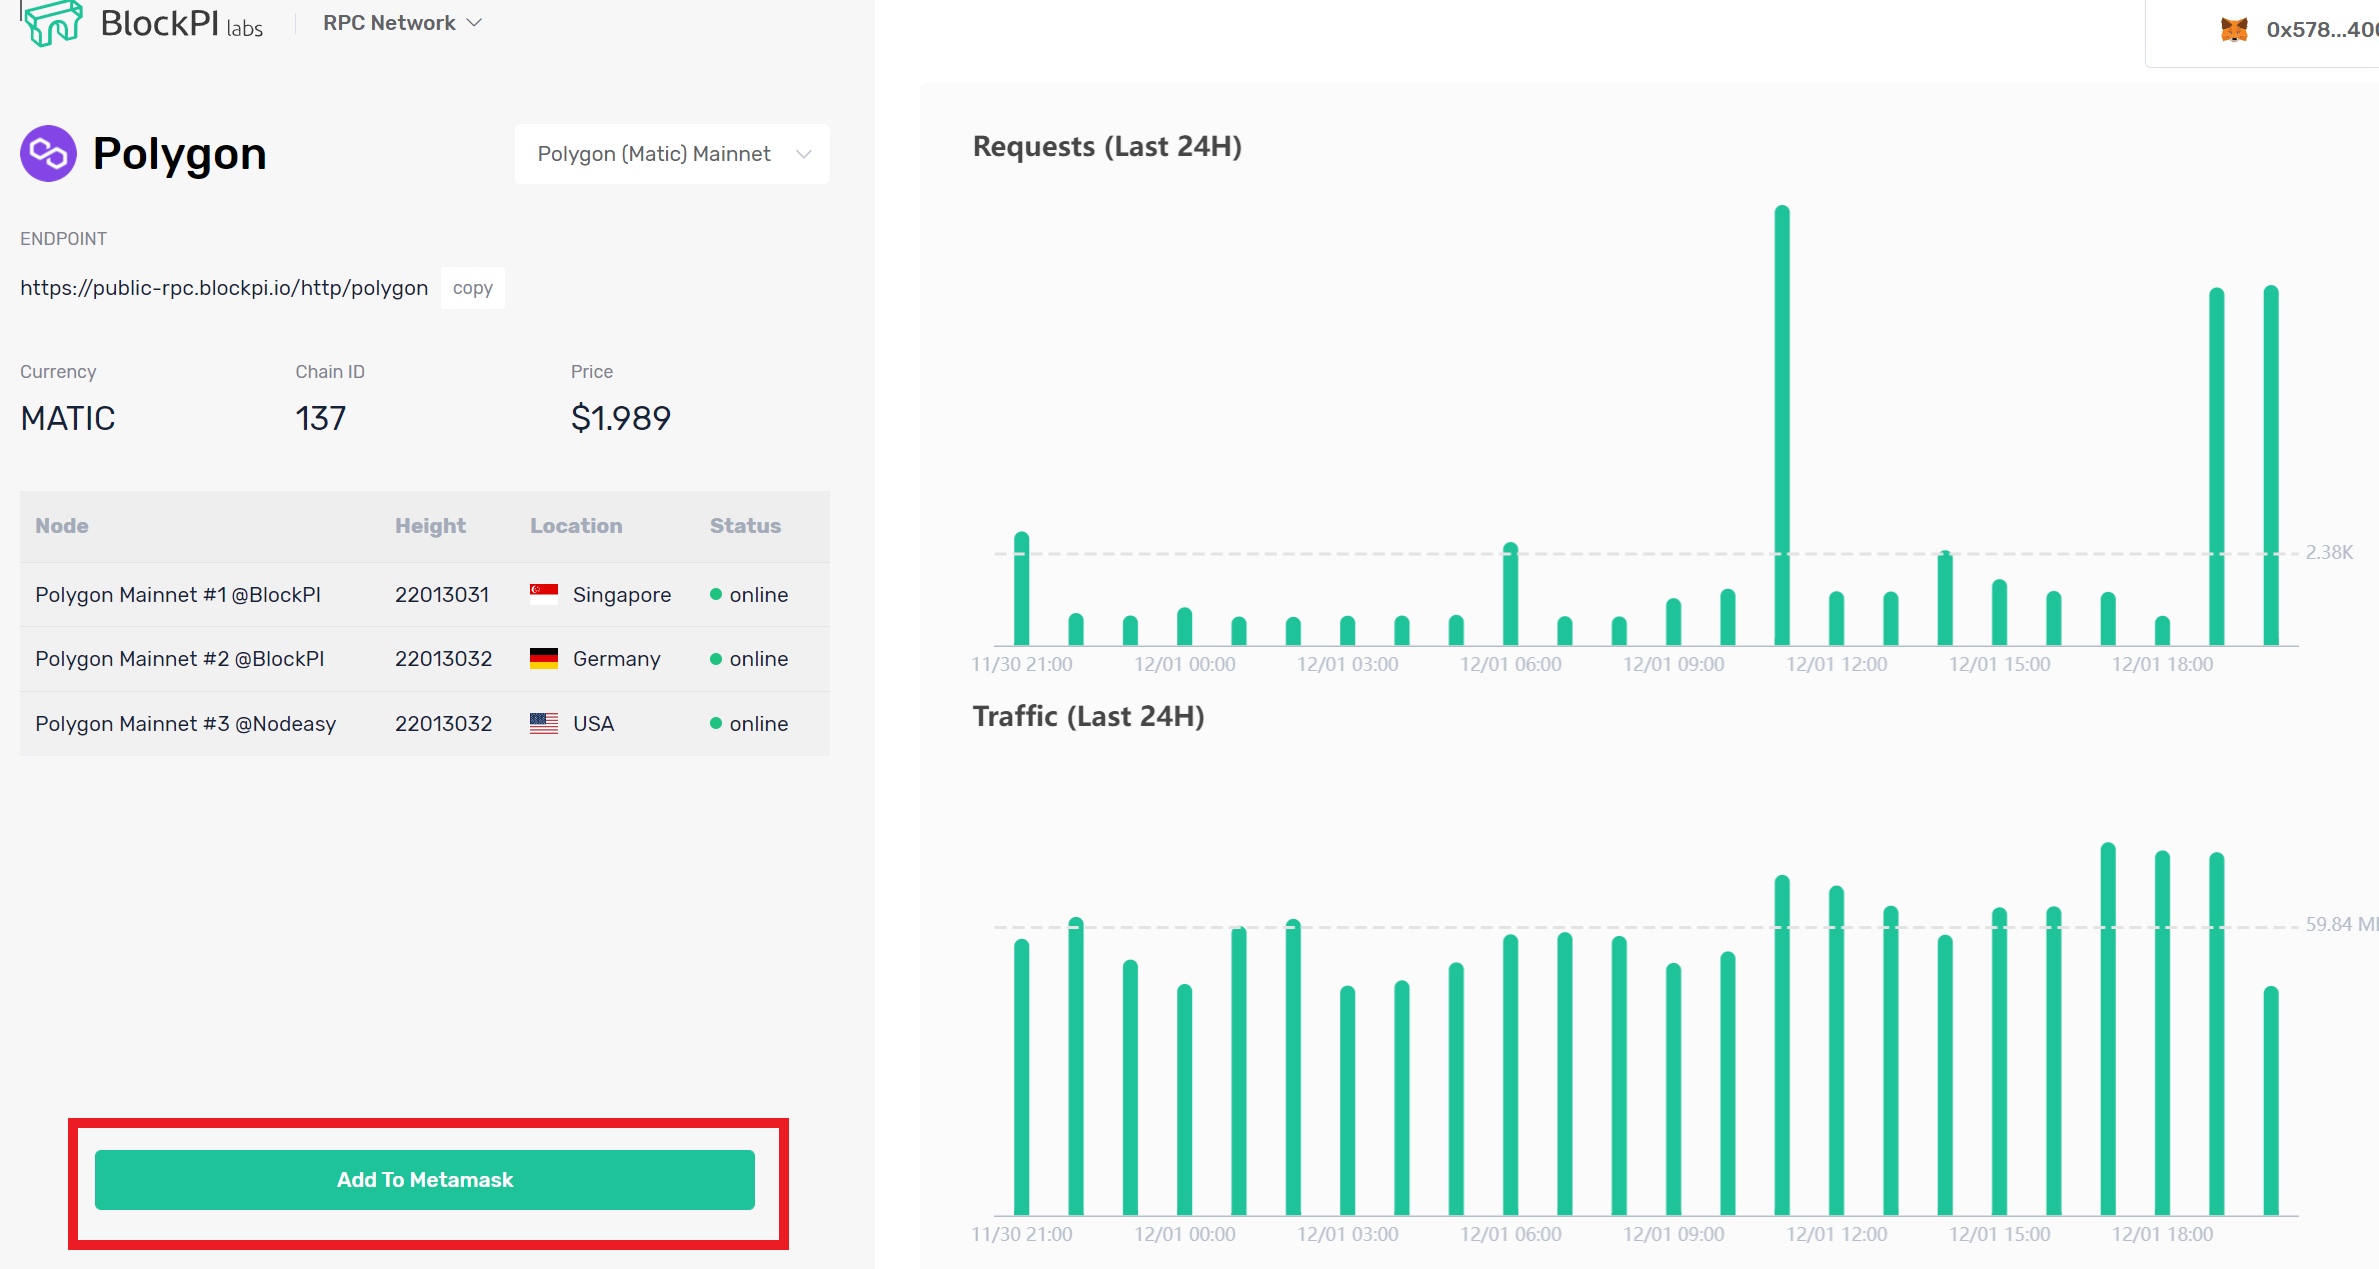 BlockPI labs
RPC Network
0x578...40
Polygon
Polygon (Matic) Mainnet
ENDPOINT
https://public-rpc.blockpi.io/http/polygon
copy
Currency
Chain ID
Price
MATIC
137
$1.989
Node
Height
Location
Status
Polygon Mainnet #1 @BlockPI
22013031
Singapore
online
Polygon Mainnet #2 @BlockPI
22013032
Germany
online
Polygon Mainnet #3 @Nodeasy
22013032
USA
online
Add To Metamask
Requests (Last 24H)
2.38K
11/30 21:00
12/01 00:00
12/01 03:00
12/01 06:00
12/01 09:00
12/01 12:00
12/01 15:00
12/01 18:00
Traffic (Last 24H)
59.84 M
11/30 21:00
12/01 00:00
12/01 03:00
12/01 06:00
12/01 09:00
12/01 12:00
12/01 15:00
12/01 18:00